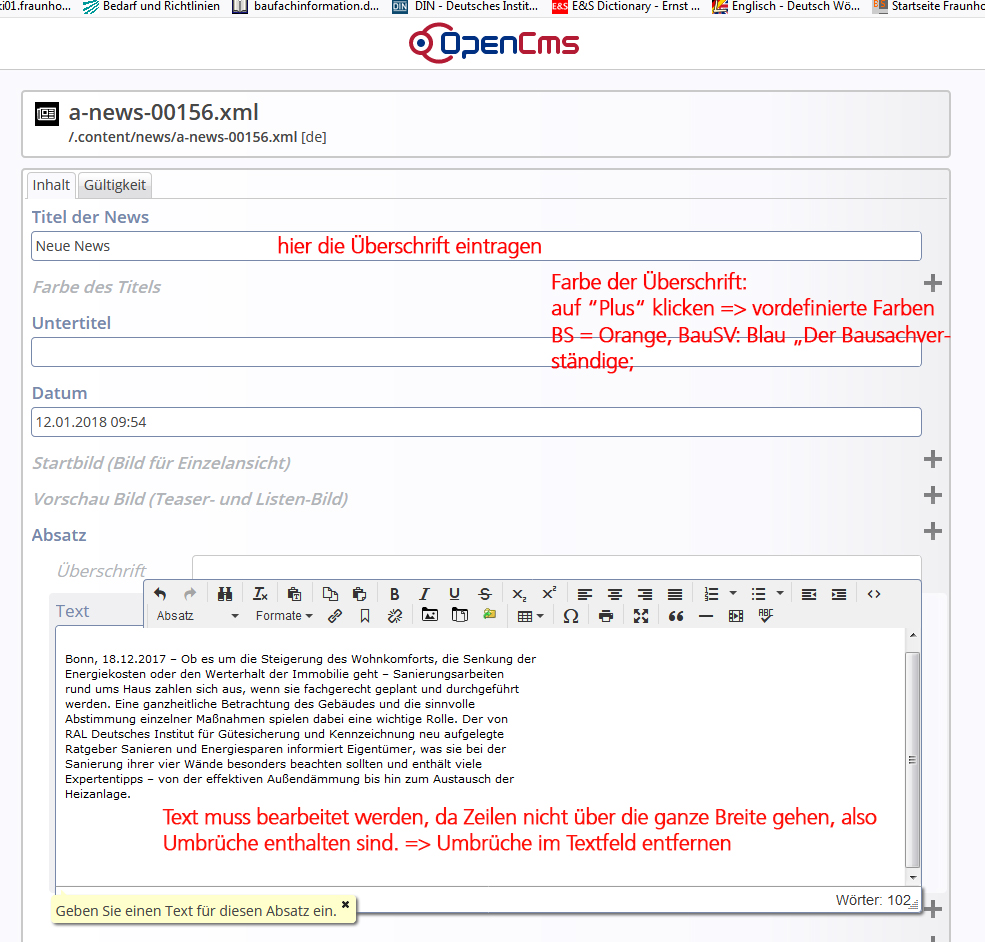 ki01.fraunho... Bedarf und Richtlinien baufachinformation.d... DIN DIN - Deutsches Instit... E&S E&S Dictionary - Ernst ... Englisch - Deutsch Wö... Startseite Fraunho
OpenCms
a-news-00156.xml
/.content/news/a-news-00156.xml [de]
Inhalt Gültigkeit
Titel der News
Neue News hier die Überschrift eintragen
Farbe des Titels
Farbe der Überschrift:
auf “Plus“ klicken => vordefinierte Farben
BS = Orange, BauSV: Blau „Der Bausachver-
ständige;
Untertitel
Datum
12.01.2018 09:54
Startbild (Bild für Einzelansicht)
Vorschau Bild (Teaser- und Listen-Bild)
Absatz
Überschrift
Text
Absatz Formate
Bonn, 18.12.2017 – Ob es um die Steigerung des Wohnkomforts, die Senkung der
Energiekosten oder den Werterhalt der Immobilie geht – Sanierungsarbeiten
rund ums Haus zahlen sich aus, wenn sie fachgerecht geplant und durchgeführt
werden. Eine ganzheitliche Betrachtung des Gebäudes und die sinnvolle
Abstimmung einzelner Maßnahmen spielen dabei eine wichtige Rolle. Der von
RAL Deutsches Institut für Gütesicherung und Kennzeichnung neu aufgelegte
Ratgeber Sanieren und Energiesparen informiert Eigentümer, was sie bei der
Sanierung ihrer vier Wände besonders beachten sollten und enthält viele
Expertentipps – von der effektiven Außendämmung bis hin zum Austausch der
Heizanlage.
Text muss bearbeitet werden, da Zeilen nicht über die ganze Breite gehen, also
Umbrüche enthalten sind. => Umbrüche im Textfeld entfernen
Wörter: 102
Geben Sie einen Text für diesen Absatz ein.